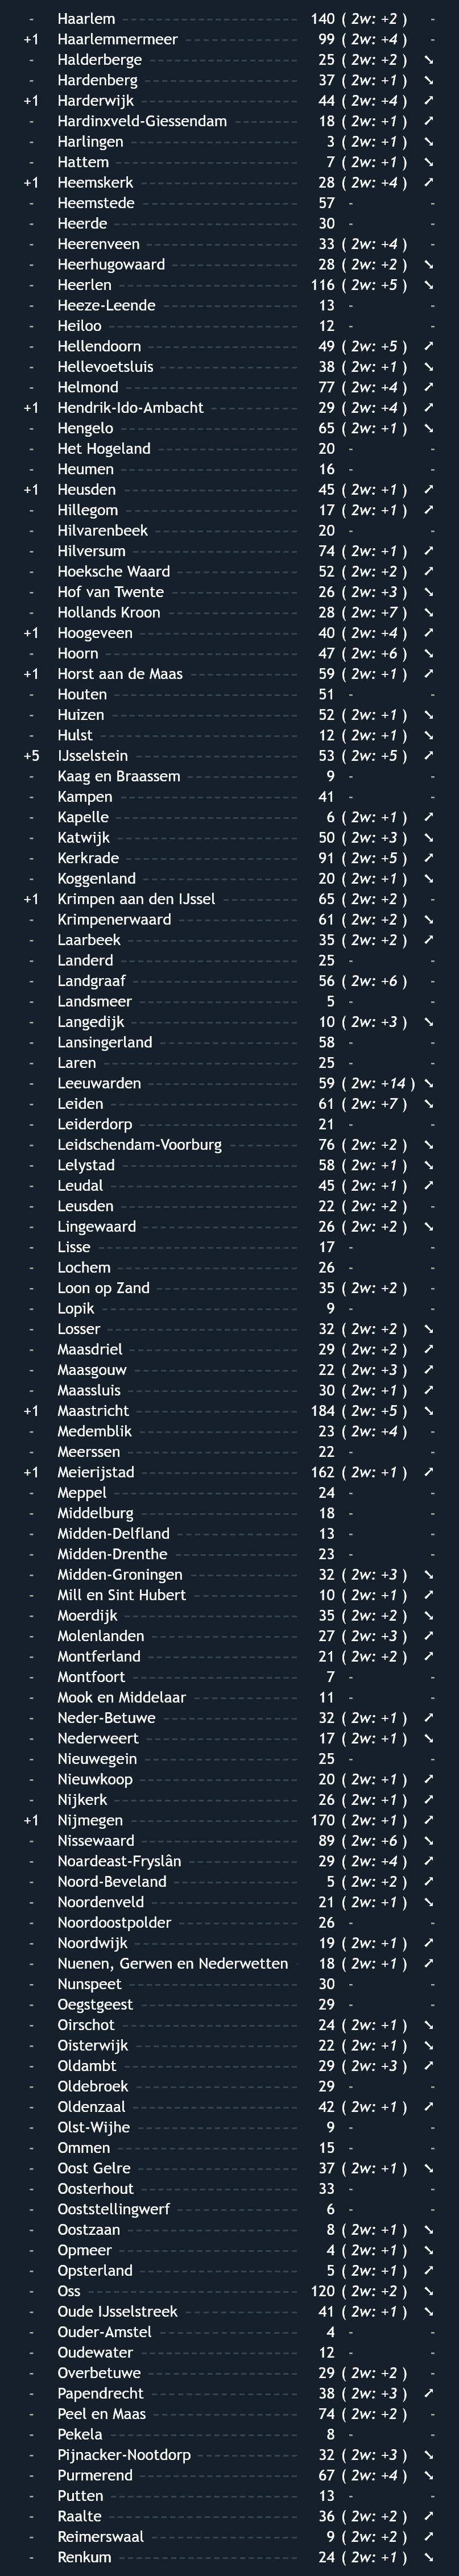 - Haarlem 140 ( 2w: +2 ) -
+1 Haarlemmermeer 99 ( 2w: +4 ) -
- Halderberge 25 ( 2w: +2 ) ➘
- Hardenberg 37 ( 2w: +1 ) ➘
+1 Harderwijk 44 ( 2w: +4 ) ➚
- Hardinxveld-Giessendam 18 ( 2w: +1 ) ➚
- Harlingen 3 ( 2w: +1 ) ➘
- Hattem 7 ( 2w: +1 ) ➘
+1 Heemskerk 28 ( 2w: +4 ) ➚
- Heemstede 57 - -
- Heerde 30 - -
- Heerenveen 33 ( 2w: +4 ) -
- Heerhugowaard 28 ( 2w: +2 ) ➘
- Heerlen 116 ( 2w: +5 ) ➘
- Heeze-Leende 13 - -
- Heiloo 12 - -
- Hellendoorn 49 ( 2w: +5 ) ➚
- Hellevoetsluis 38 ( 2w: +1 ) ➘
- Helmond 77 ( 2w: +4 ) ➚
+1 Hendrik-Ido-Ambacht 29 ( 2w: +4 ) ➚
- Hengelo 65 ( 2w: +1 ) ➘
- Het Hogeland 20 - -
- Heumen 16 - -
+1 Heusden 45 ( 2w: +1 ) ➚
- Hillegom 17 ( 2w: +1 ) ➚
- Hilvarenbeek 20 - -
- Hilversum 74 ( 2w: +1 ) ➚
- Hoeksche Waard 52 ( 2w: +2 ) ➚
- Hof van Twente 26 ( 2w: +3 ) ➘
- Hollands Kroon 28 ( 2w: +7 ) ➘
+1 Hoogeveen 40 ( 2w: +4 ) ➚
- Hoorn 47 ( 2w: +6 ) ➘
+1 Horst aan de Maas 59 ( 2w: +1 ) ➚
- Houten 51 - -
- Huizen 52 ( 2w: +1 ) ➘
- Hulst 12 ( 2w: +1 ) ➘
+5 IJsselstein 53 ( 2w: +5 ) ➚
- Kaag en Braassem 9 - -
- Kampen 41 - -
- Kapelle 6 ( 2w: +1 ) ➚
- Katwijk 50 ( 2w: +3 ) ➘
- Kerkrade 91 ( 2w: +5 ) ➚
- Koggenland 20 ( 2w: +1 ) ➘
+1 Krimpen aan den IJssel 65 ( 2w: +2 ) -
- Krimpenerwaard 61 ( 2w: +2 ) ➘
- Laarbeek 35 ( 2w: +2 ) ➚
- Landerd 25 - -
- Landgraaf 56 ( 2w: +6 ) -
- Landsmeer 5 - -
- Langedijk 10 ( 2w: +3 ) ➘
- Lansingerland 58 - -
- Laren 25 - -
- Leeuwarden 59 ( 2w: +14 ) ➘
- Leiden 61 ( 2w: +7 ) ➘
- Leiderdorp 21 - -
- Leidschendam-Voorburg 76 ( 2w: +2 ) ➘
- Lelystad 58 ( 2w: +1 ) ➘
- Leudal 45 ( 2w: +1 ) ➚
- Leusden 22 ( 2w: +2 ) -
- Lingewaard 26 ( 2w: +2 ) ➘
- Lisse 17 - -
- Lochem 26 - -
- Loon op Zand 35 ( 2w: +2 ) -
- Lopik 9 - -
- Losser 32 ( 2w: +2 ) ➘
- Maasdriel 29 ( 2w: +2 ) ➚
- Maasgouw 22 ( 2w: +3 ) ➚
- Maassluis 30 ( 2w: +1 ) ➚
+1 Maastricht 184 ( 2w: +5 ) ➘
- Medemblik 23 ( 2w: +4 ) -
- Meerssen 22 - -
+1 Meierijstad 162 ( 2w: +1 ) ➚
- Meppel 24 - -
- Middelburg 18 - -
- Midden-Delfland 13 - -
- Midden-Drenthe 23 - -
- Midden-Groningen 32 ( 2w: +3 ) ➘
- Mill en Sint Hubert 10 ( 2w: +1 ) ➚
- Moerdijk 35 ( 2w: +2 ) ➘
- Molenlanden 27 ( 2w: +3 ) ➚
- Montferland 21 ( 2w: +2 ) ➚
- Montfoort 7 - -
- Mook en Middelaar 11 - -
- Neder-Betuwe 32 ( 2w: +1 ) ➚
- Nederweert 17 ( 2w: +1 ) ➘
- Nieuwegein 25 - -
- Nieuwkoop 20 ( 2w: +1 ) ➚
- Nijkerk 26 ( 2w: +1 ) ➚
+1 Nijmegen 170 ( 2w: +1 ) ➚
- Nissewaard 89 ( 2w: +6 ) ➘
- Noardeast-Fryslân 29 ( 2w: +4 ) ➚
- Noord-Beveland 5 ( 2w: +2 ) ➚
- Noordenveld 21 ( 2w: +1 ) ➘
- Noordoostpolder 26 - -
- Noordwijk 19 ( 2w: +1 ) ➚
- Nuenen, Gerwen en Nederwetten 18 ( 2w: +1 ) ➚
- Nunspeet 30 - -
- Oegstgeest 29 - -
- Oirschot 24 ( 2w: +1 ) ➘
- Oisterwijk 22 ( 2w: +1 ) ➘
- Oldambt 29 ( 2w: +3 ) ➚
- Oldebroek 29 - -
- Oldenzaal 42 ( 2w: +1 ) ➚
- Olst-Wijhe 9 - -
- Ommen 15 - -
- Oost Gelre 37 ( 2w: +1 ) ➘
- Oosterhout 33 - -
- Ooststellingwerf 6 - -
- Oostzaan 8 ( 2w: +1 ) ➘
- Opmeer 4 ( 2w: +1 ) ➘
- Opsterland 5 ( 2w: +1 ) ➚
- Oss 120 ( 2w: +2 ) ➘
- Oude IJsselstreek 41 ( 2w: +1 ) ➘
- Ouder-Amstel 4 - -
- Oudewater 12 - -
- Overbetuwe 29 ( 2w: +2 ) -
- Papendrecht 38 ( 2w: +3 ) ➚
- Peel en Maas 74 ( 2w: +2 ) -
- Pekela 8 - -
- Pijnacker-Nootdorp 32 ( 2w: +3 ) ➘
- Purmerend 67 ( 2w: +4 ) ➘
- Putten 13 - -
- Raalte 36 ( 2w: +2 ) ➚
- Reimerswaal 9 ( 2w: +2 ) ➚
- Renkum 24 ( 2w: +1 ) ➘